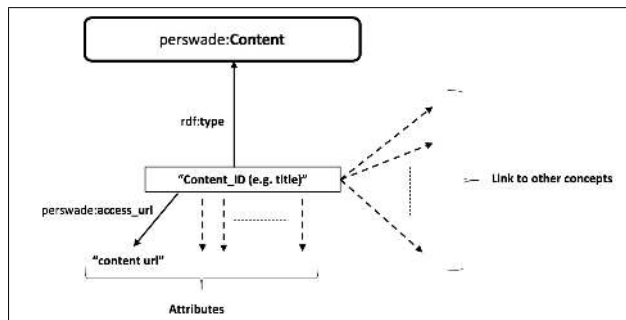 perswade:Content
rdf:type
"Content_ID (e.g. title)"
Link to other concepts
perswade:access_url
"content url"
Attributes